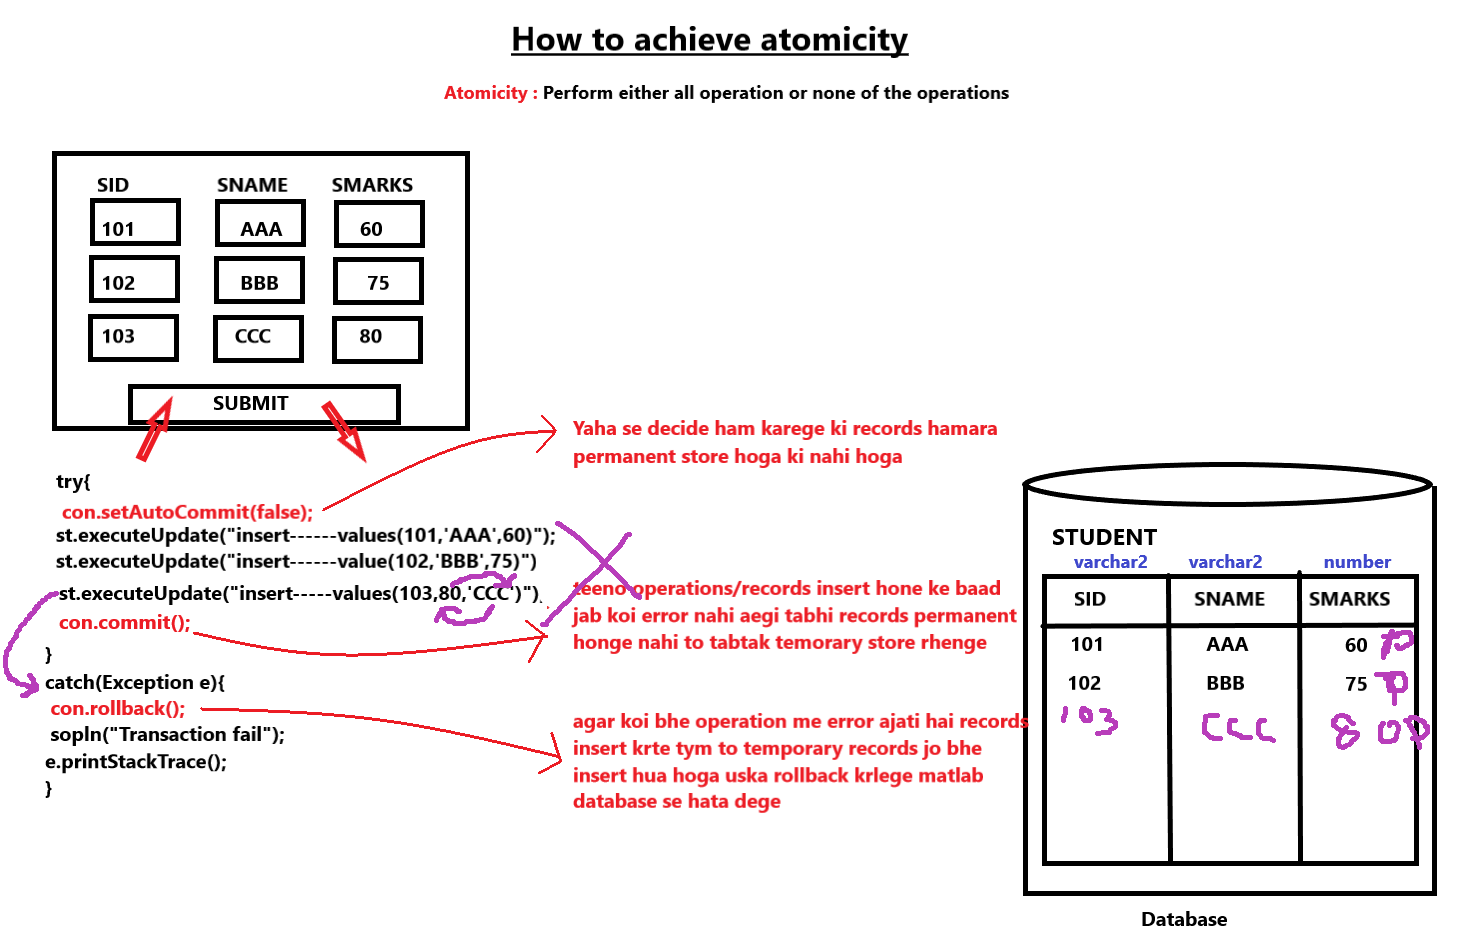 How to achieve atomicity
Atomicity : Perform either all operation or none of the operations
SID SNAME SMARKS
101 AAA 60
102 BBB 75
103 CCC 80
SUBMIT
Yaha se decide ham karege ki records hamara
permanent store hoga ki nahi hoga
try{
con.setAutoCommit(false);
st.executeUpdate("insert------values(101,'AAA',60)");
st.executeUpdate("insert------value(102,'BBB',75)")
st.executeUpdate("insert-----values(103,80,'CCC')")
con.commit();
}
catch(Exception e){
con.rollback();
sopln("Transaction fail");
e.printStackTrace();
}
teeno operations/records insert hone ke baad
jab koi error nahi aegi tabhi records permanent
honge nahi to tabtak temorary store rhenge
agar koi bhe operation me error ajati hai records
insert krte tym to temporary records jo bhe
insert hua hoga uska rollback krlege matlab
database se hata dege
STUDENT
varchar2 varchar2 number
SID SNAME SMARKS
101 AAA 60
102 BBB 75
103 CCC 80
Database